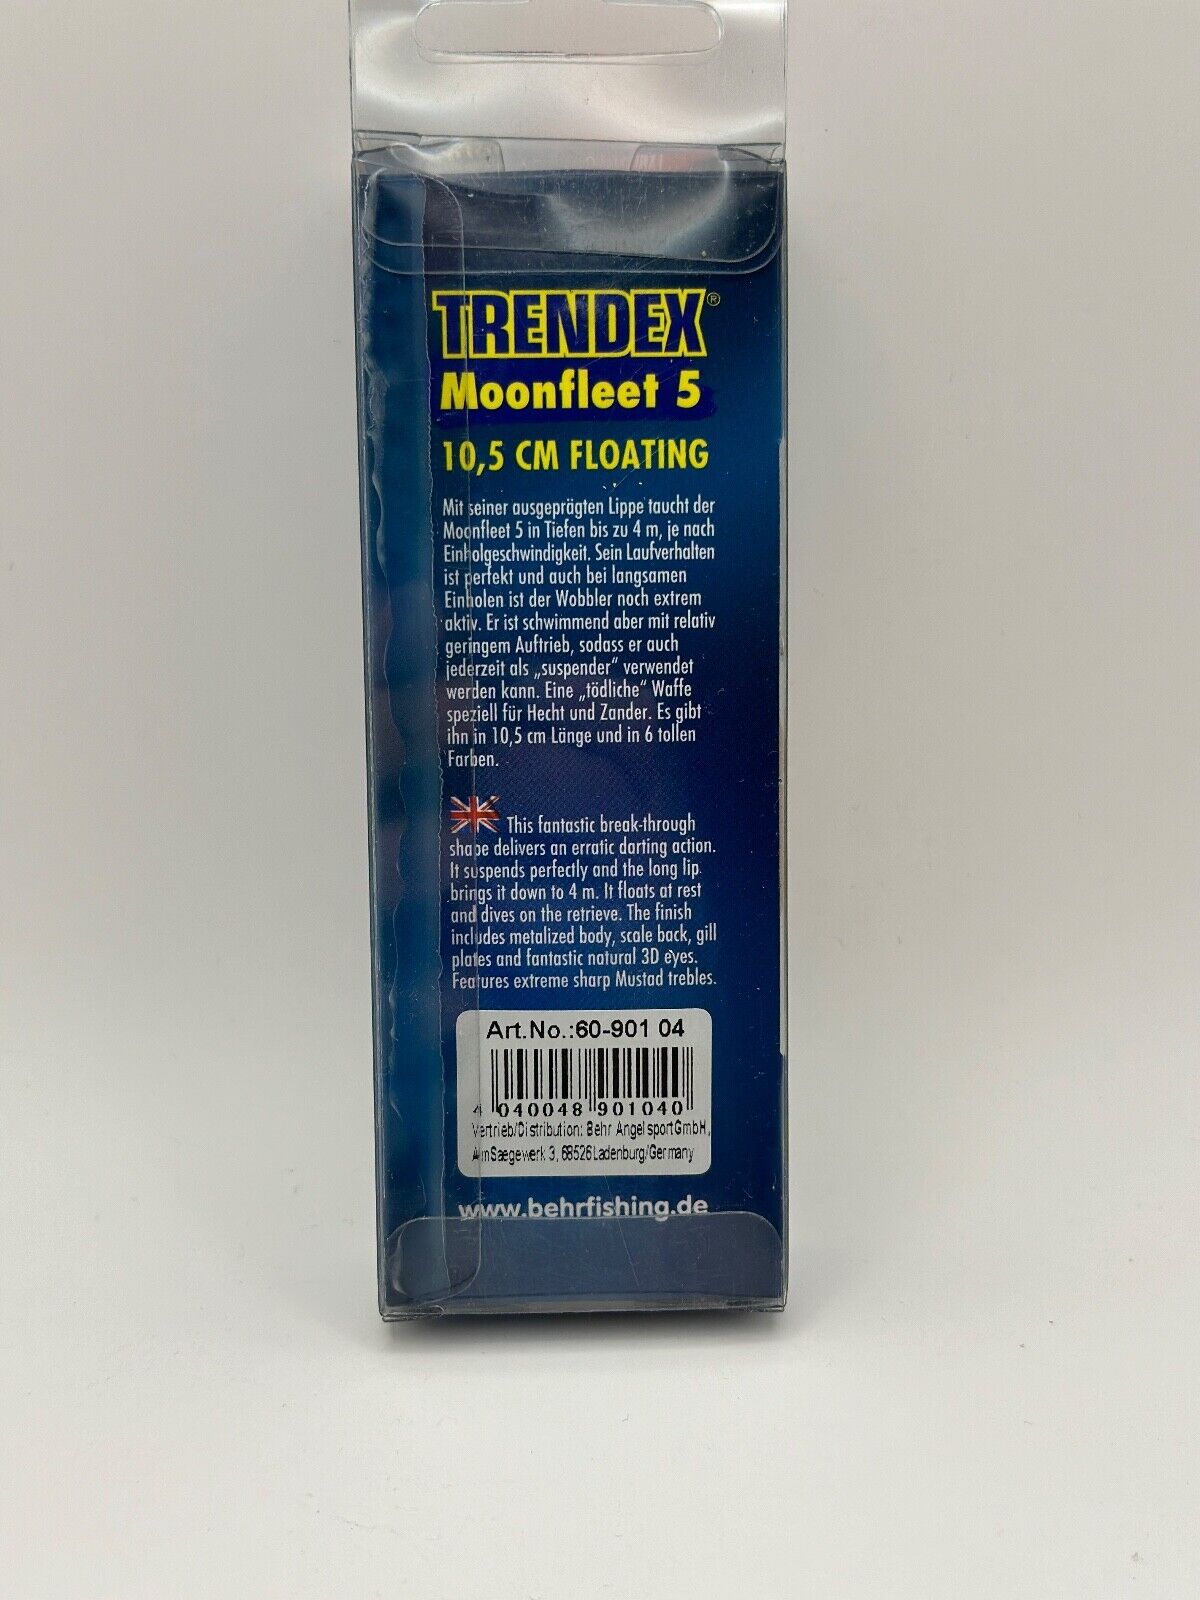 TRENDEX®
Moonfleet 5
10,5 CM FLOATING
Mit seiner ausgeprägten Lippe taucht der
Moonfleet 5 in Tiefen bis zu 4 m, je nach
Einholgeschwindigkeit. Sein Laufverhalten
ist perfekt und auch bei langsamen
Einholen ist der Wobbler noch extrem
aktiv. Er ist schwimmend aber mit relativ
geringem Auftrieb, sodass er auch
jederzeit als „suspender“ verwendet
werden kann. Eine „tödliche“ Waffe
speziell für Hecht und Zander. Es gibt
ihn in 10,5 cm Länge und in 6 tollen
Farben.
This fantastic break-through
shape delivers an erratic darting action.
It suspends perfectly and the long lip
brings it down to 4 m. It floats at rest
and dives on the retrieve. The finish
includes metalized body, scale back, gill
plates and fantastic natural 3D eyes.
Features extreme sharp Mustad trebles.
Art.No.:60-901 04
4 040048 901040
Vertrieb/Distribution: Behr Angelsport GmbH,
Am Saegewerk 3, 68526 Ladenburg/Germany
www.behrfishing.de